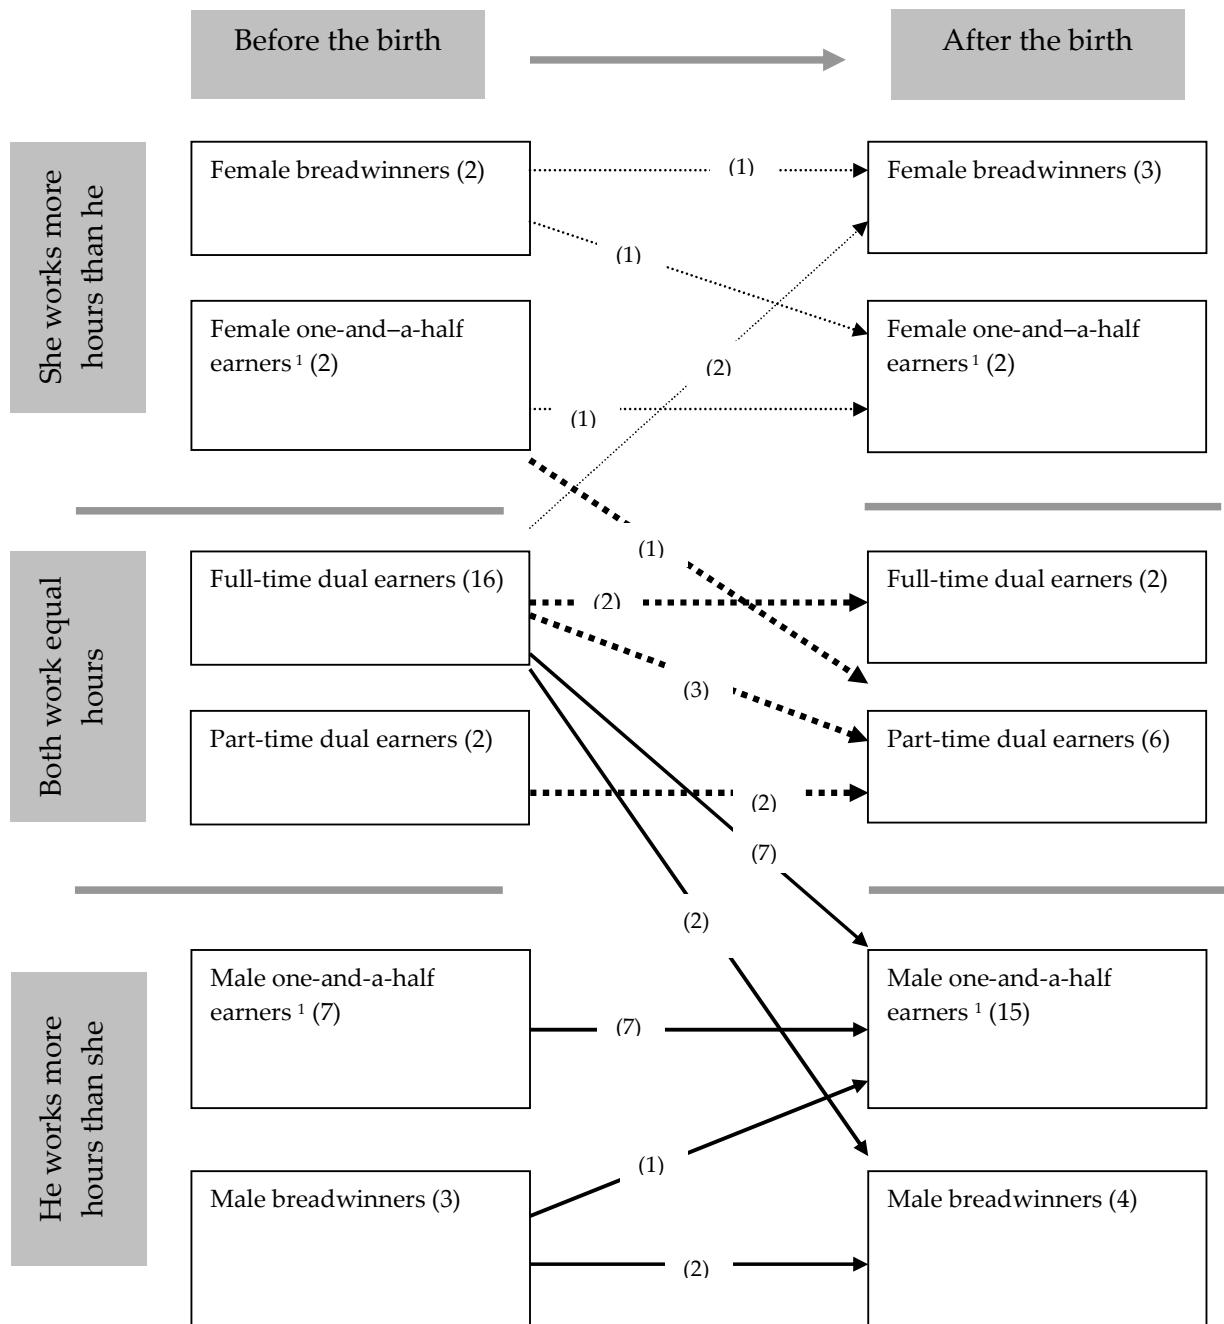 Before the birth
After the birth
She works more
hours than he
Female breadwinners (2)
(1)
Female breadwinners (3)
(1)
Female one-and–a-half
earners ¹ (2)
(2)
Female one-and–a-half
earners ¹ (2)
(1)
Both work equal
hours
(1)
Full-time dual earners (16)
(2)
Full-time dual earners (2)
(3)
Part-time dual earners (2)
(2)
Part-time dual earners (6)
(7)
(2)
He works more
hours than she
Male one-and-a-half
earners ¹ (7)
(7)
Male one-and-a-half
earners ¹ (15)
(1)
Male breadwinners (3)
(2)
Male breadwinners (4)